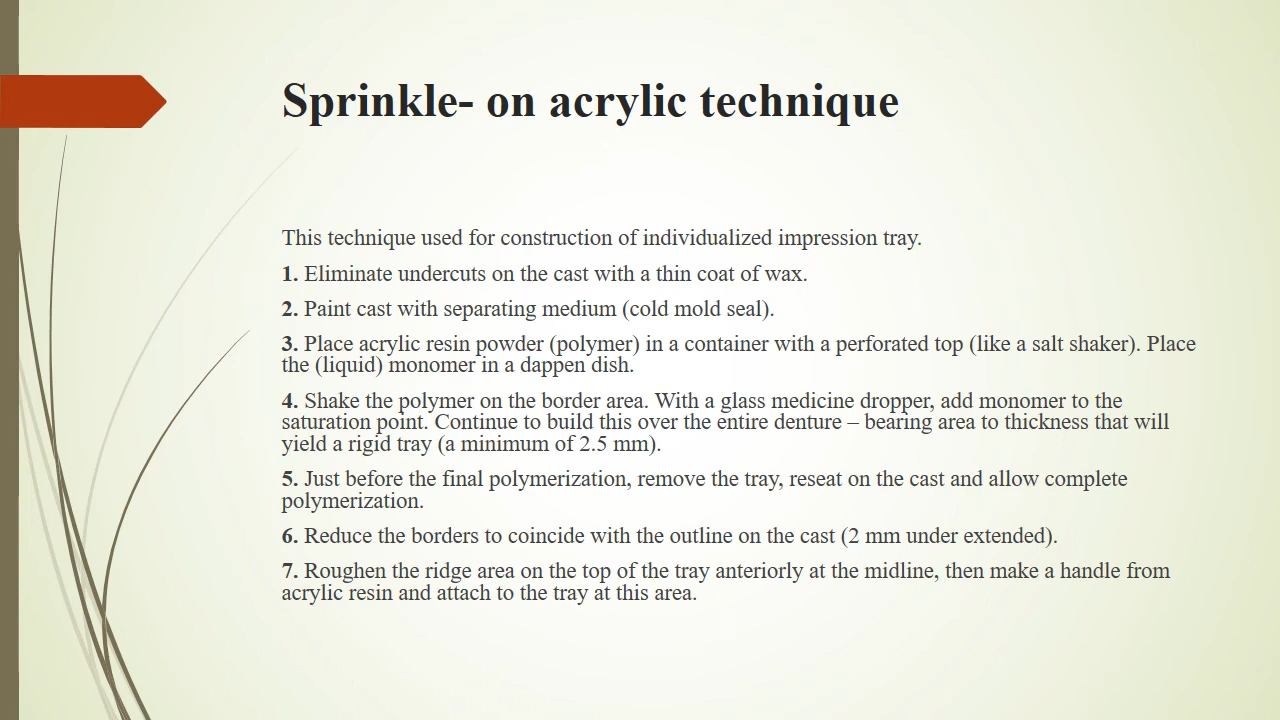 Sprinkle- on acrylic technique
This technique used for construction of individualized impression tray.
1. Eliminate undercuts on the cast with a thin coat of wax.
2. Paint cast with separating medium (cold mold seal).
3. Place acrylic resin powder (polymer) in a container with a perforated top (like a salt shaker). Place
the (liquid) monomer in a dappen dish.
4. Shake the polymer on the border area. With a glass medicine dropper, add monomer to the
saturation point. Continue to build this over the entire denture – bearing area to thickness that will
yield a rigid tray (a minimum of 2.5 mm).
5. Just before the final polymerization, remove the tray, reseat on the cast and allow complete
polymerization.
6. Reduce the borders to coincide with the outline on the cast (2 mm under extended).
7. Roughen the ridge area on the top of the tray anteriorly at the midline, then make a handle from
acrylic resin and attach to the tray at this area.